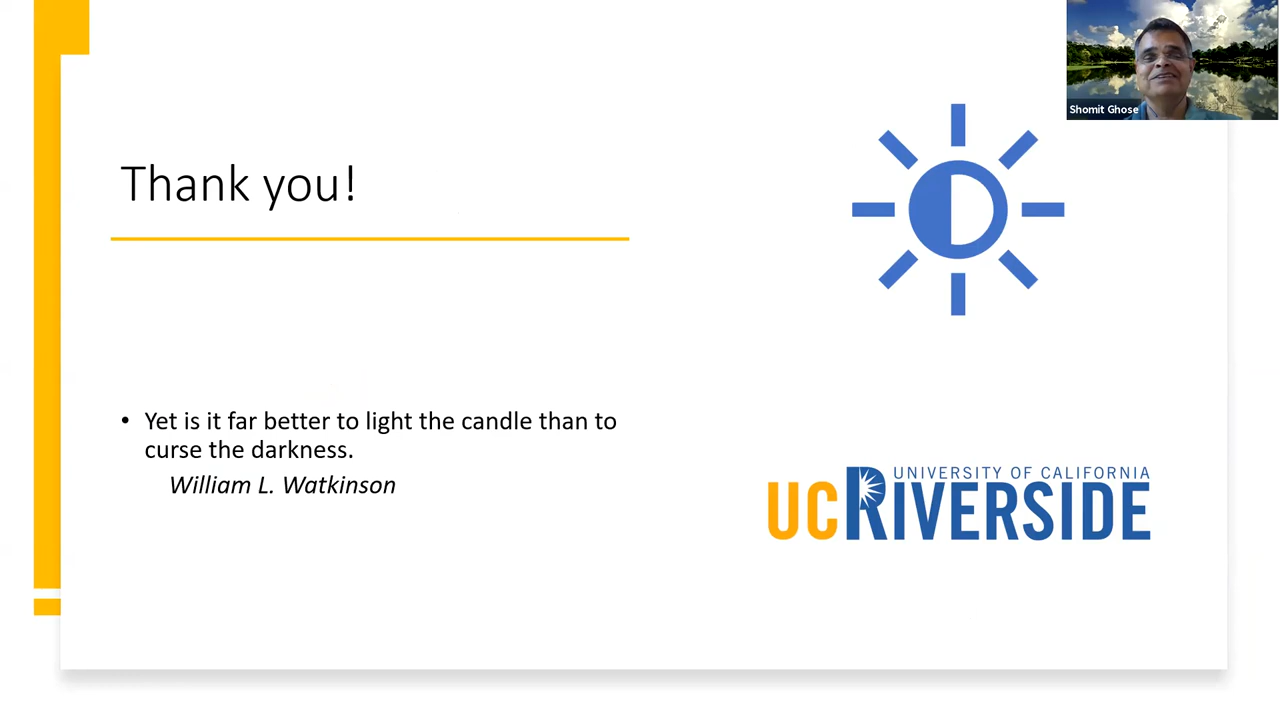 Shomit Ghose
Thank you!
• Yet is it far better to light the candle than to
curse the darkness.
William L. Watkinson
UNIVERSITY OF CALIFORNIA
UCRIVERSIDE